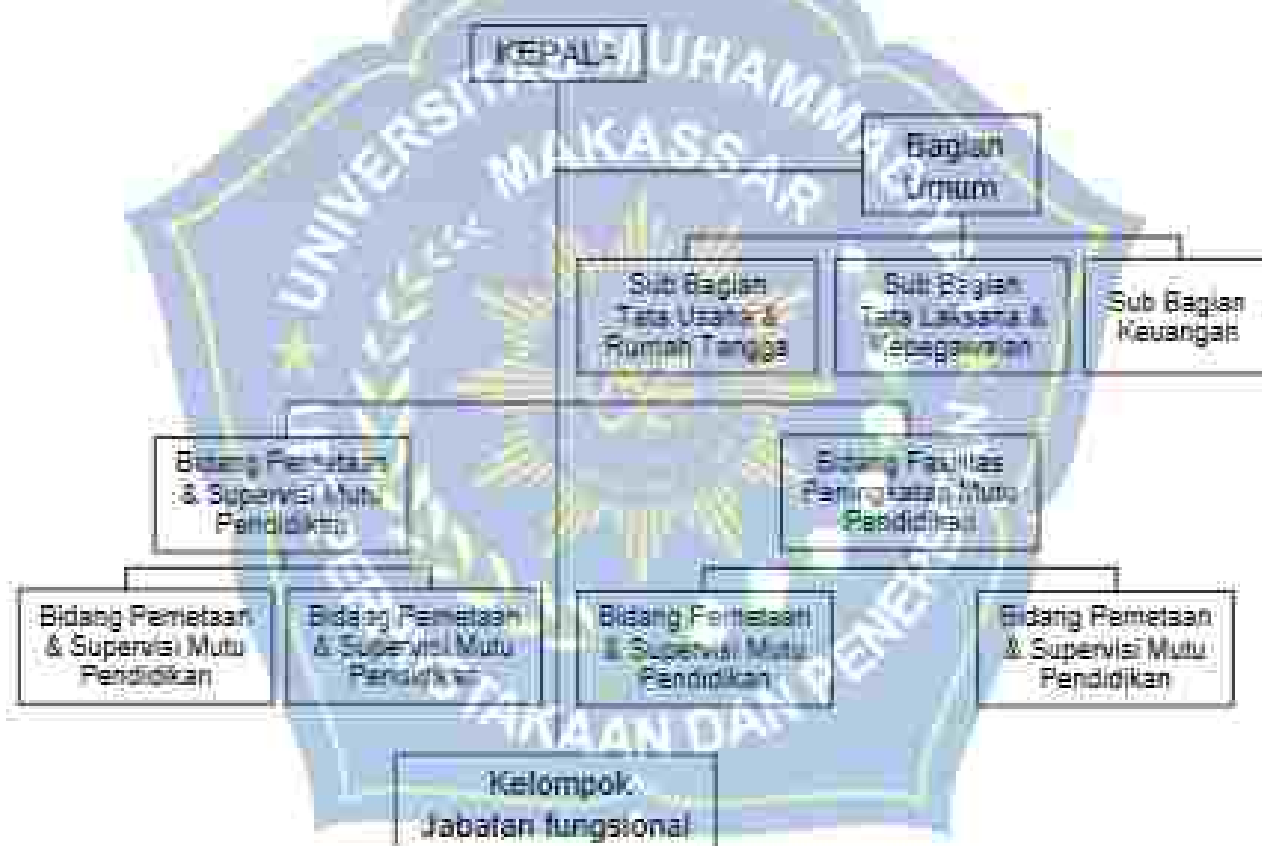 KEPALA
UNIVERSITAS MUHAMMADIYAH
MAKASSAR
Bagian
Umum
Sub Bagian
Tata Usaha &
Rumah Tangga
Sub Bagian
Tata Laksana &
Kepegawaian
Sub Bagian
Keuangan
Bidang Pemetaan
& Supervisi Mutu
Pendidikan
Bidang Fasilitas
Peningkatan Mutu
Pendidikan
Bidang Pemetaan
& Supervisi Mutu
Pendidikan
Bidang Pemetaan
& Supervisi Mutu
Pendidikan
Bidang Pemetaan
& Supervisi Mutu
Pendidikan
Bidang Pemetaan
& Supervisi Mutu
Pendidikan
DAN
Kelompok
Jabatan fungsional